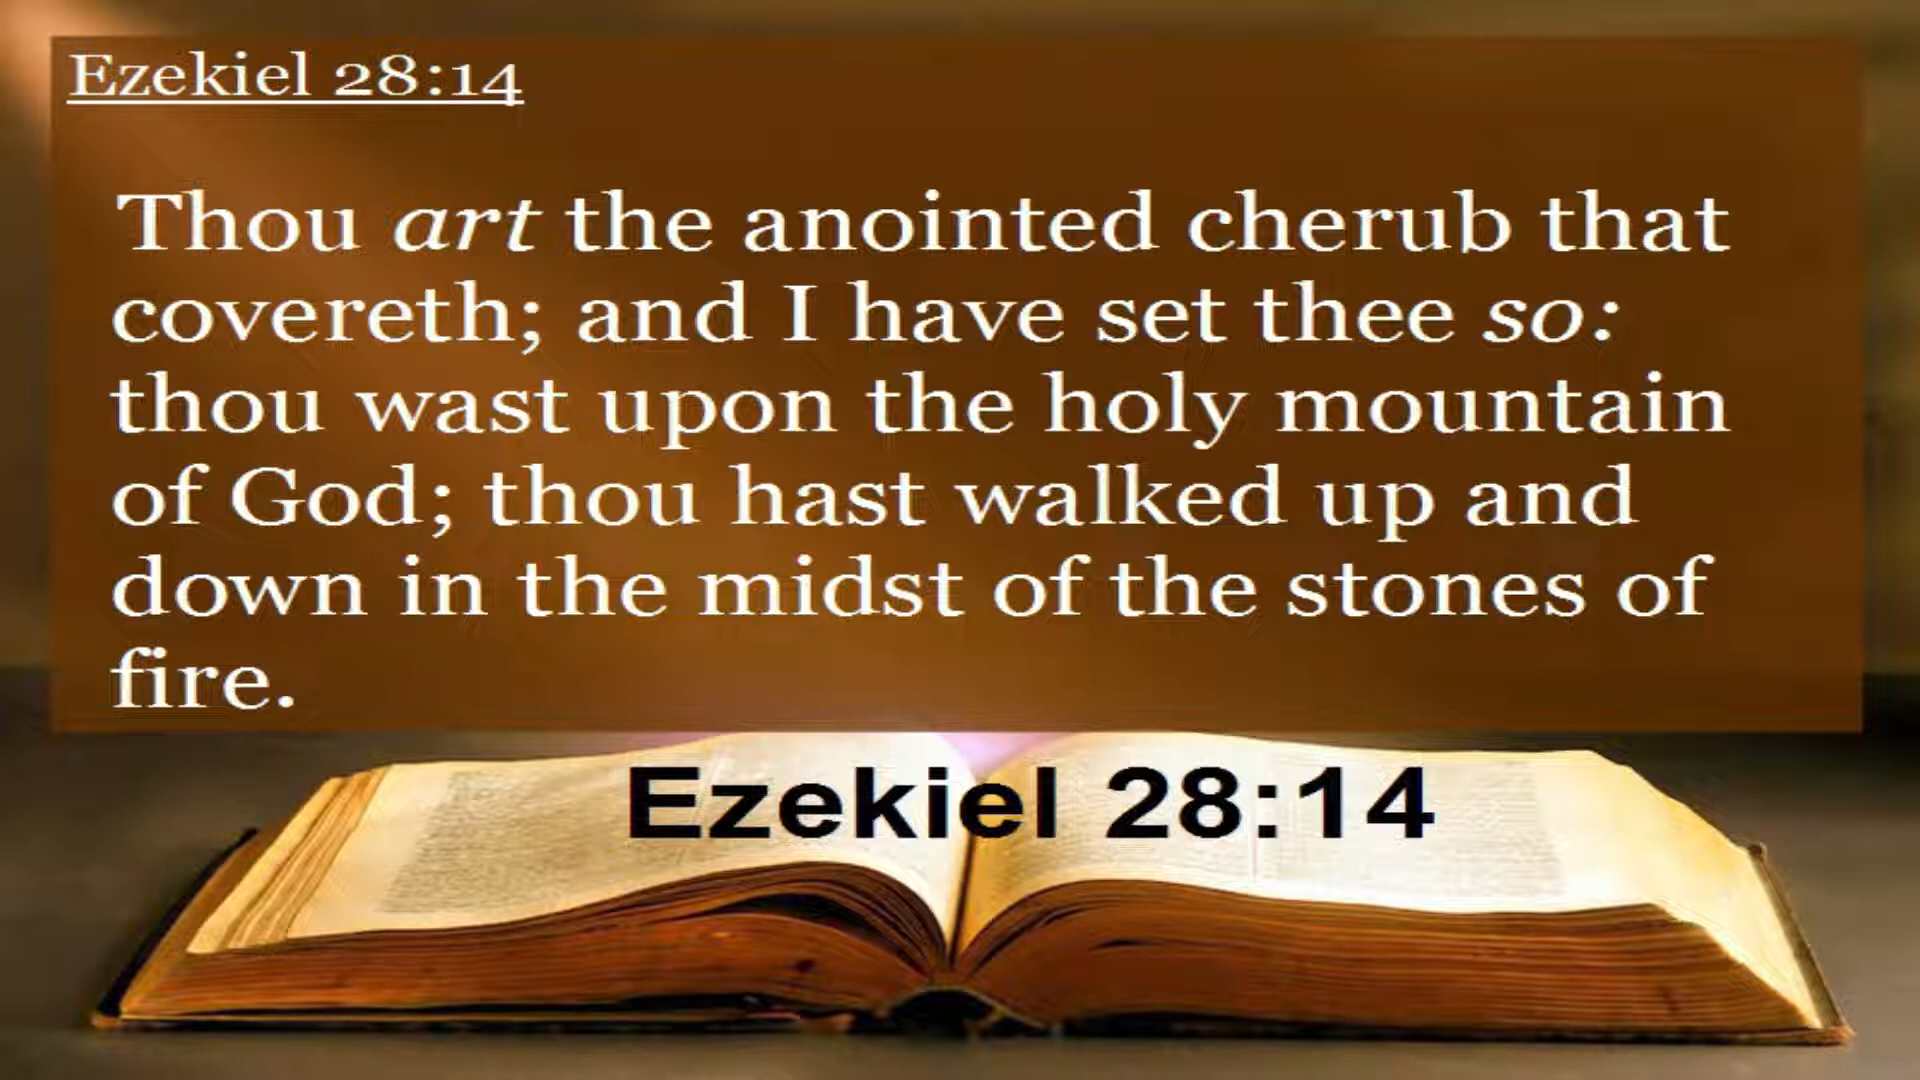 Ezekiel 28:14
Thou art the anointed cherub that
covereth; and I have set thee so:
thou wast upon the holy mountain
of God; thou hast walked up and
down in the midst of the stones of
fire.
Ezekiel 28:14